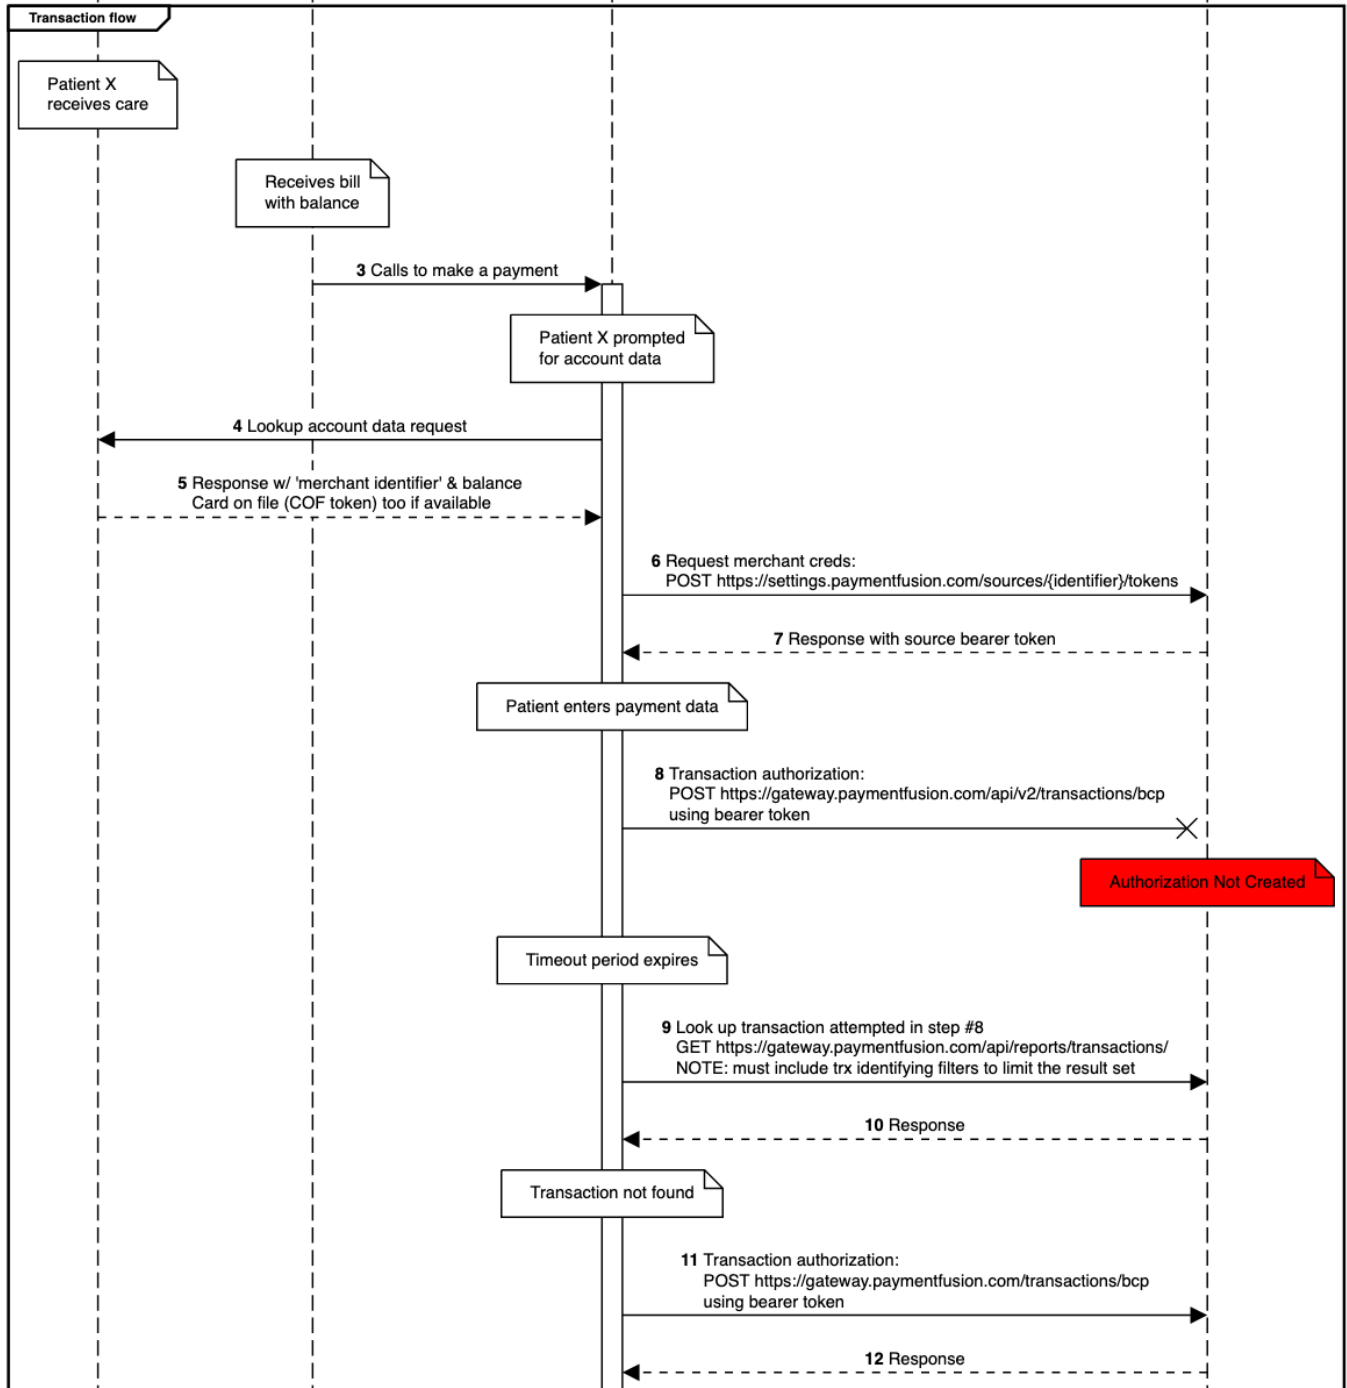 Transaction flow
Patient X
receives care
Receives bill
with balance
3 Calls to make a payment
Patient X prompted
for account data
4 Lookup account data request
5 Response w/ 'merchant identifier' & balance
Card on file (COF token) too if available
6 Request merchant creds:
POST https://settings.paymentfusion.com/sources/{identifier}/tokens
7 Response with source bearer token
Patient enters payment data
8 Transaction authorization:
POST https://gateway.paymentfusion.com/api/v2/transactions/bcp
using bearer token
Authorization Not Created
Timeout period expires
9 Look up transaction attempted in step #8
GET https://gateway.paymentfusion.com/api/reports/transactions/
NOTE: must include trx identifying filters to limit the result set
10 Response
Transaction not found
11 Transaction authorization:
POST https://gateway.paymentfusion.com/transactions/bcp
using bearer token
12 Response